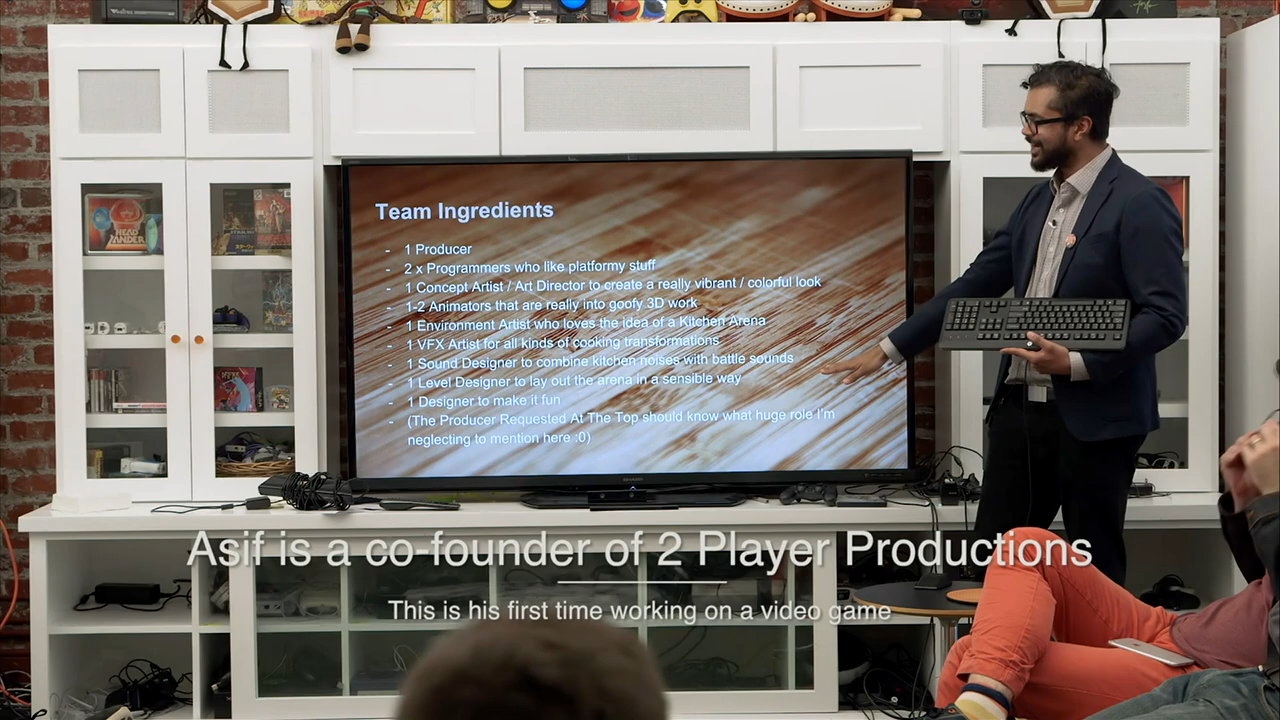 HEAD
LANDER
Team Ingredients
- 1 Producer
- 2 x Programmers who like platformy stuff
- 1 Concept Artist / Art Director to create a really vibrant / colorful look
- 1-2 Animators that are really into goofy 3D work
- 1 Environment Artist who loves the idea of a Kitchen Arena
- 1 VFX Artist for all kinds of cooking transformations
- 1 Sound Designer to combine kitchen noises with battle sounds
- 1 Level Designer to lay out the arena in a sensible way
- 1 Designer to make it fun
- (The Producer Requested At The Top should know what huge role I'm
neglecting to mention here :0)
SHARP
Asif is a co-founder of 2 Player Productions
This is his first time working on a video game